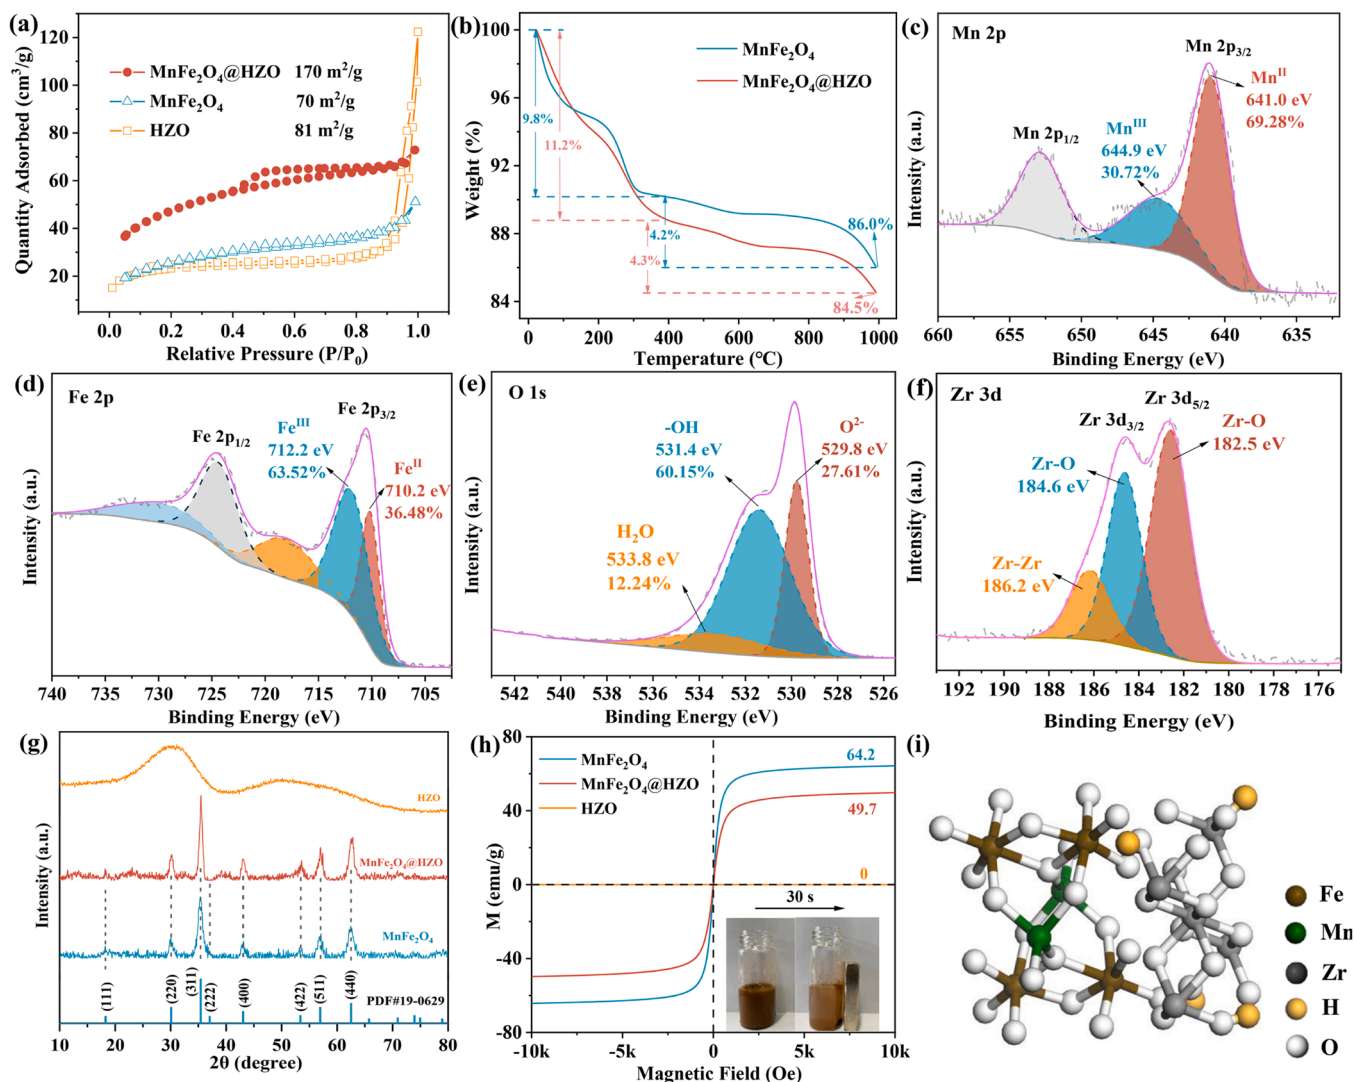 (a)
Quantity Adsorbed (cm³/g)
120
100
80
60
40
20
MnFe₂O₄@HZO 170 m²/g
MnFe₂O₄ 70 m²/g
HZO 81 m²/g
0.0 0.2 0.4 0.6 0.8 1.0
Relative Pressure (P/P₀)
(b)
Weight (%)
100
96
92
88
84
MnFe₂O₄
MnFe₂O₄@HZO
9.8%
11.2%
4.2%
4.3%
86.0%
84.5%
0 200 400 600 800 1000
Temperature (°C)
(c)
Mn 2p
Intensity (a.u.)
Mn 2p₃/₂
Mnᴵᴵ
641.0 eV
69.28%
Mn 2p₁/₂
Mnᴵᴵᴵ
644.9 eV
30.72%
660 655 650 645 640 635
Binding Energy (eV)
(d)
Fe 2p
Intensity (a.u.)
Fe 2p₃/₂
Fe 2p₁/₂
Feᴵᴵᴵ
712.2 eV
63.52%
Feᴵᴵ
710.2 eV
36.48%
740 735 730 725 720 715 710 705
Binding Energy (eV)
(e)
O 1s
Intensity (a.u.)
-OH
531.4 eV
60.15%
O²⁻
529.8 eV
27.61%
H₂O
533.8 eV
12.24%
542 540 538 536 534 532 530 528 526
Binding Energy (eV)
(f)
Zr 3d
Intensity (a.u.)
Zr 3d₅/₂
Zr 3d₃/₂
Zr-O
182.5 eV
Zr-O
184.6 eV
Zr-Zr
186.2 eV
192 190 188 186 184 182 180 178 176
Binding Energy (eV)
(g)
Intensity (a.u.)
HZO
MnFe₂O₄@HZO
MnFe₂O₄
(111)
(220)
(311)
(222)
(400)
(422)
(511)
(440)
PDF#19-0629
10 20 30 40 50 60 70 80
2θ (degree)
(h)
M (emu/g)
80
40
0
-40
-80
MnFe₂O₄
MnFe₂O₄@HZO
HZO
64.2
49.7
0
30 s
-10k -5k 0 5k 10k
Magnetic Field (Oe)
(i)
Fe
Mn
Zr
H
O